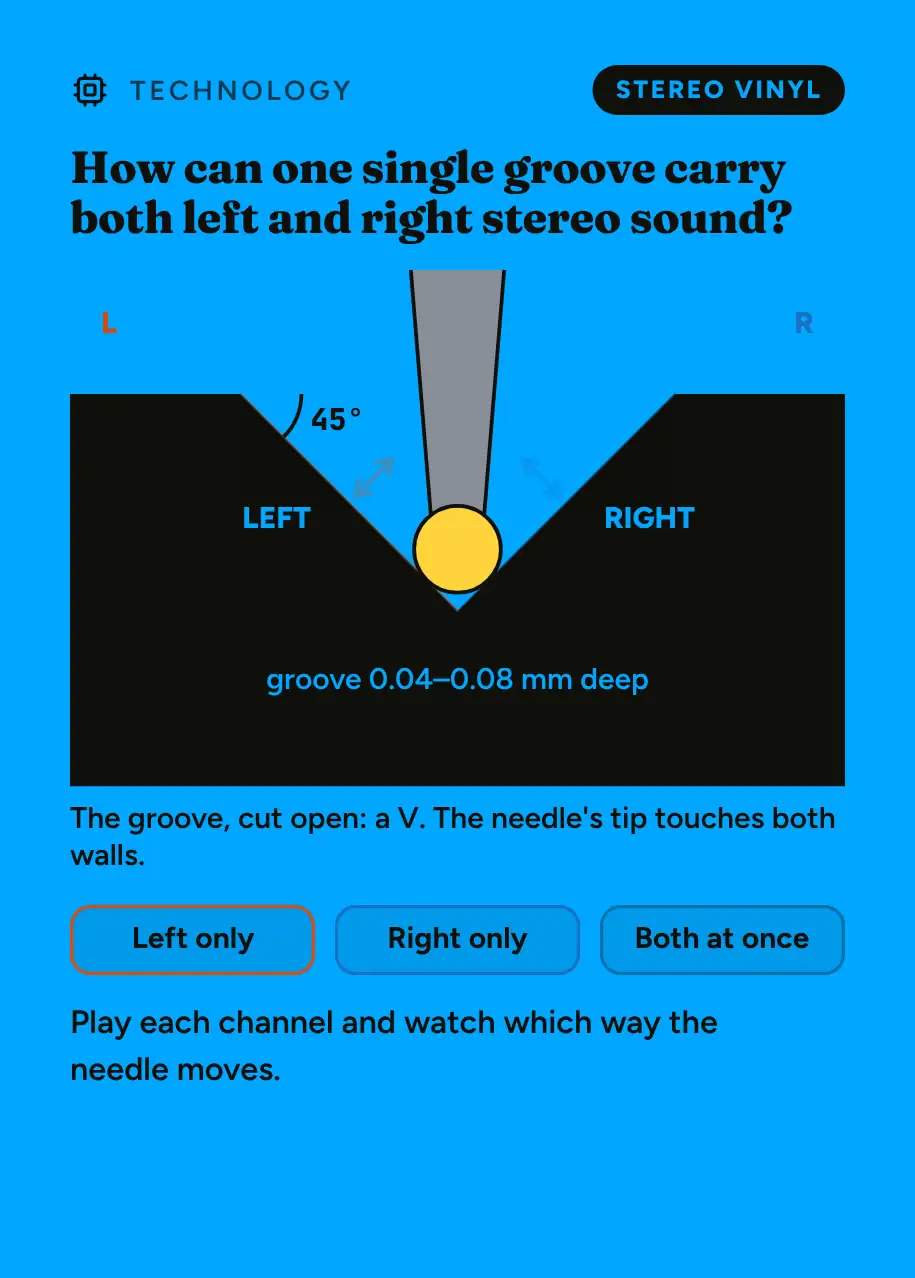 TECHNOLOGY
STEREO VINYL
How can one single groove carry
both left and right stereo sound?
L
R
45°
LEFT
RIGHT
groove 0.04–0.08 mm deep
The groove, cut open: a V. The needle's tip touches both
walls.
Left only
Right only
Both at once
Play each channel and watch which way the
needle moves.